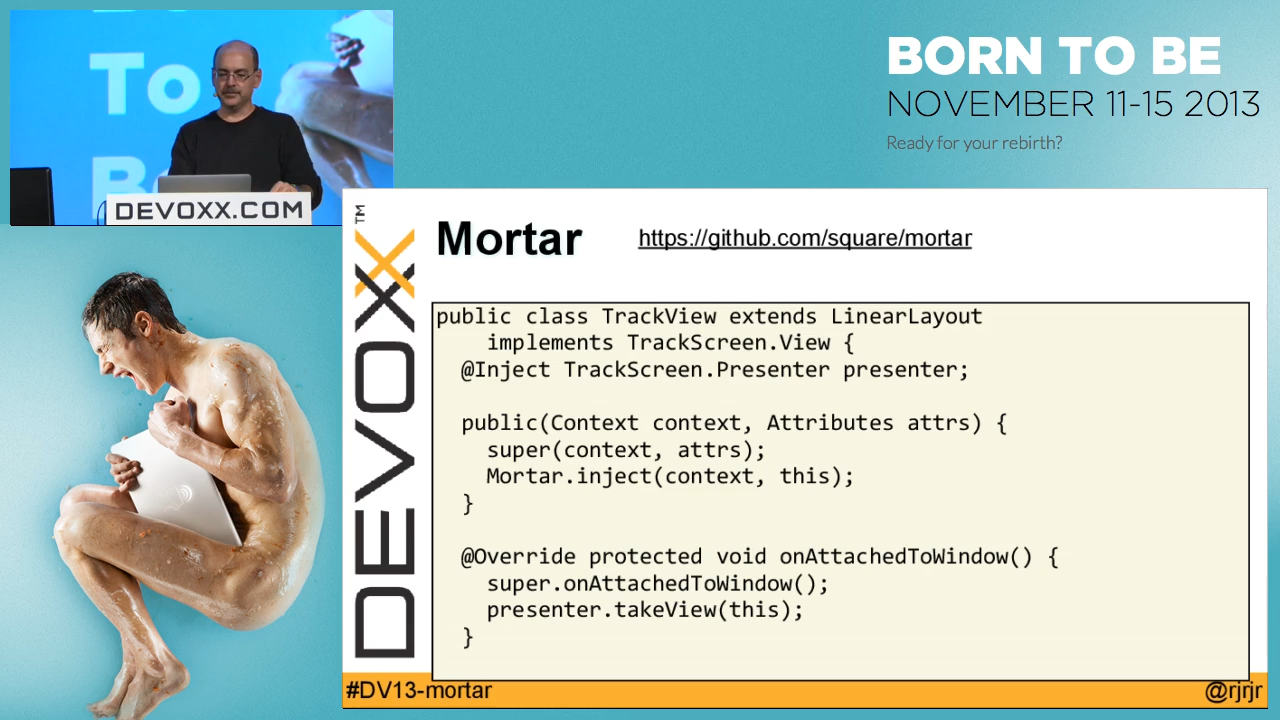 To
B
DEVOXX.COM
BORN TO BE
NOVEMBER 11-15 2013
Ready for your rebirth?
DEVOXX™
Mortar
https://github.com/square/mortar
public class TrackView extends LinearLayout
    implements TrackScreen.View {
  @Inject TrackScreen.Presenter presenter;
  public(Context context, Attributes attrs) {
    super(context, attrs);
    Mortar.inject(context, this);
  }
  @Override protected void onAttachedToWindow() {
    super.onAttachedToWindow();
    presenter.takeView(this);
  }
#DV13-mortar
@rjrjr